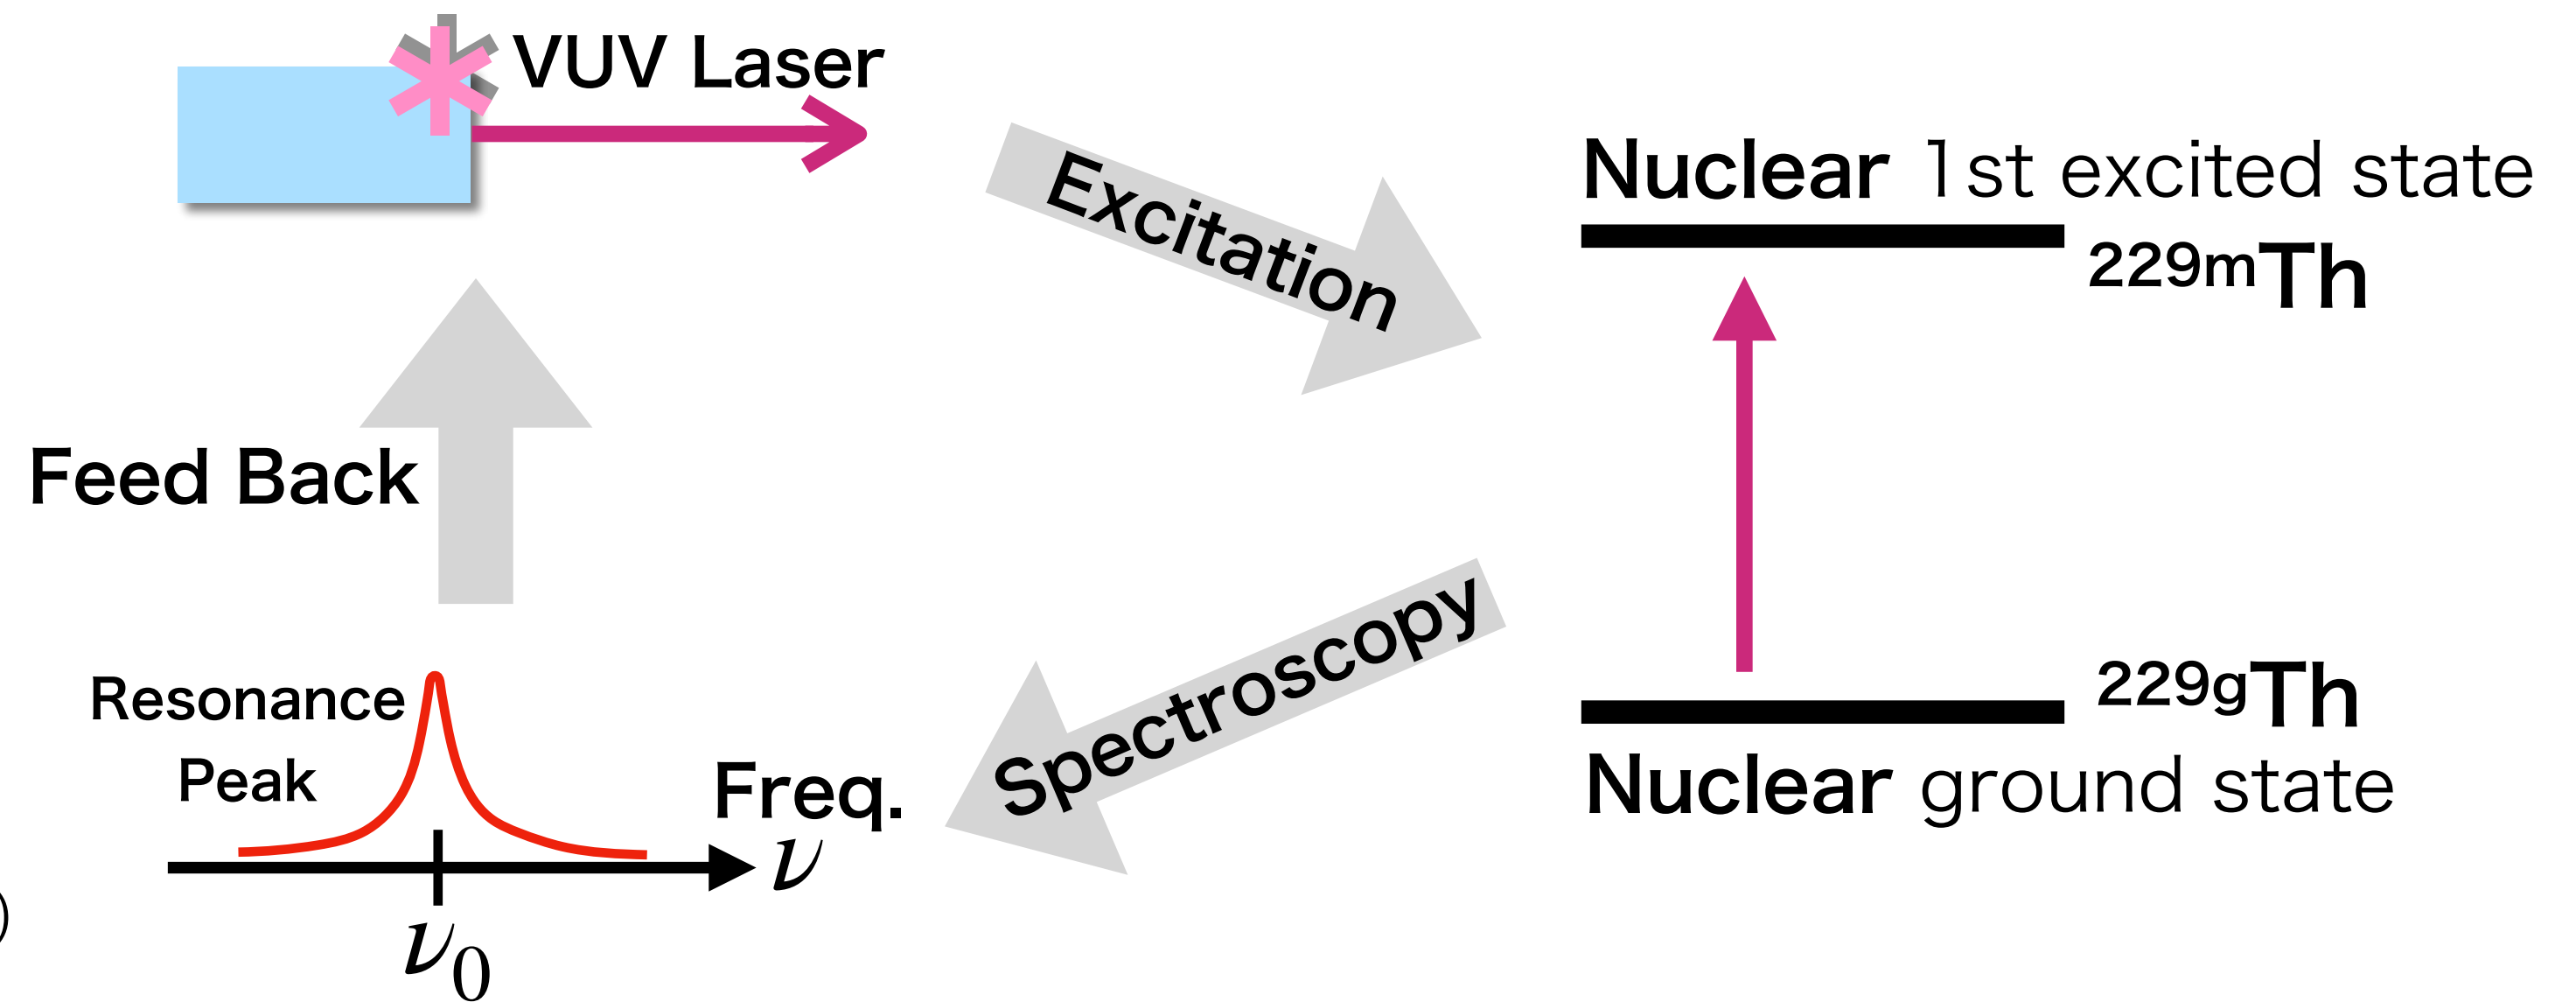 VUV Laser
Excitation
Nuclear 1st excited state
²²⁹ᵐTh
Feed Back
Spectroscopy
²²⁹ᵍTh
Nuclear ground state
Resonance
Peak
Freq.
ν
ν₀
)